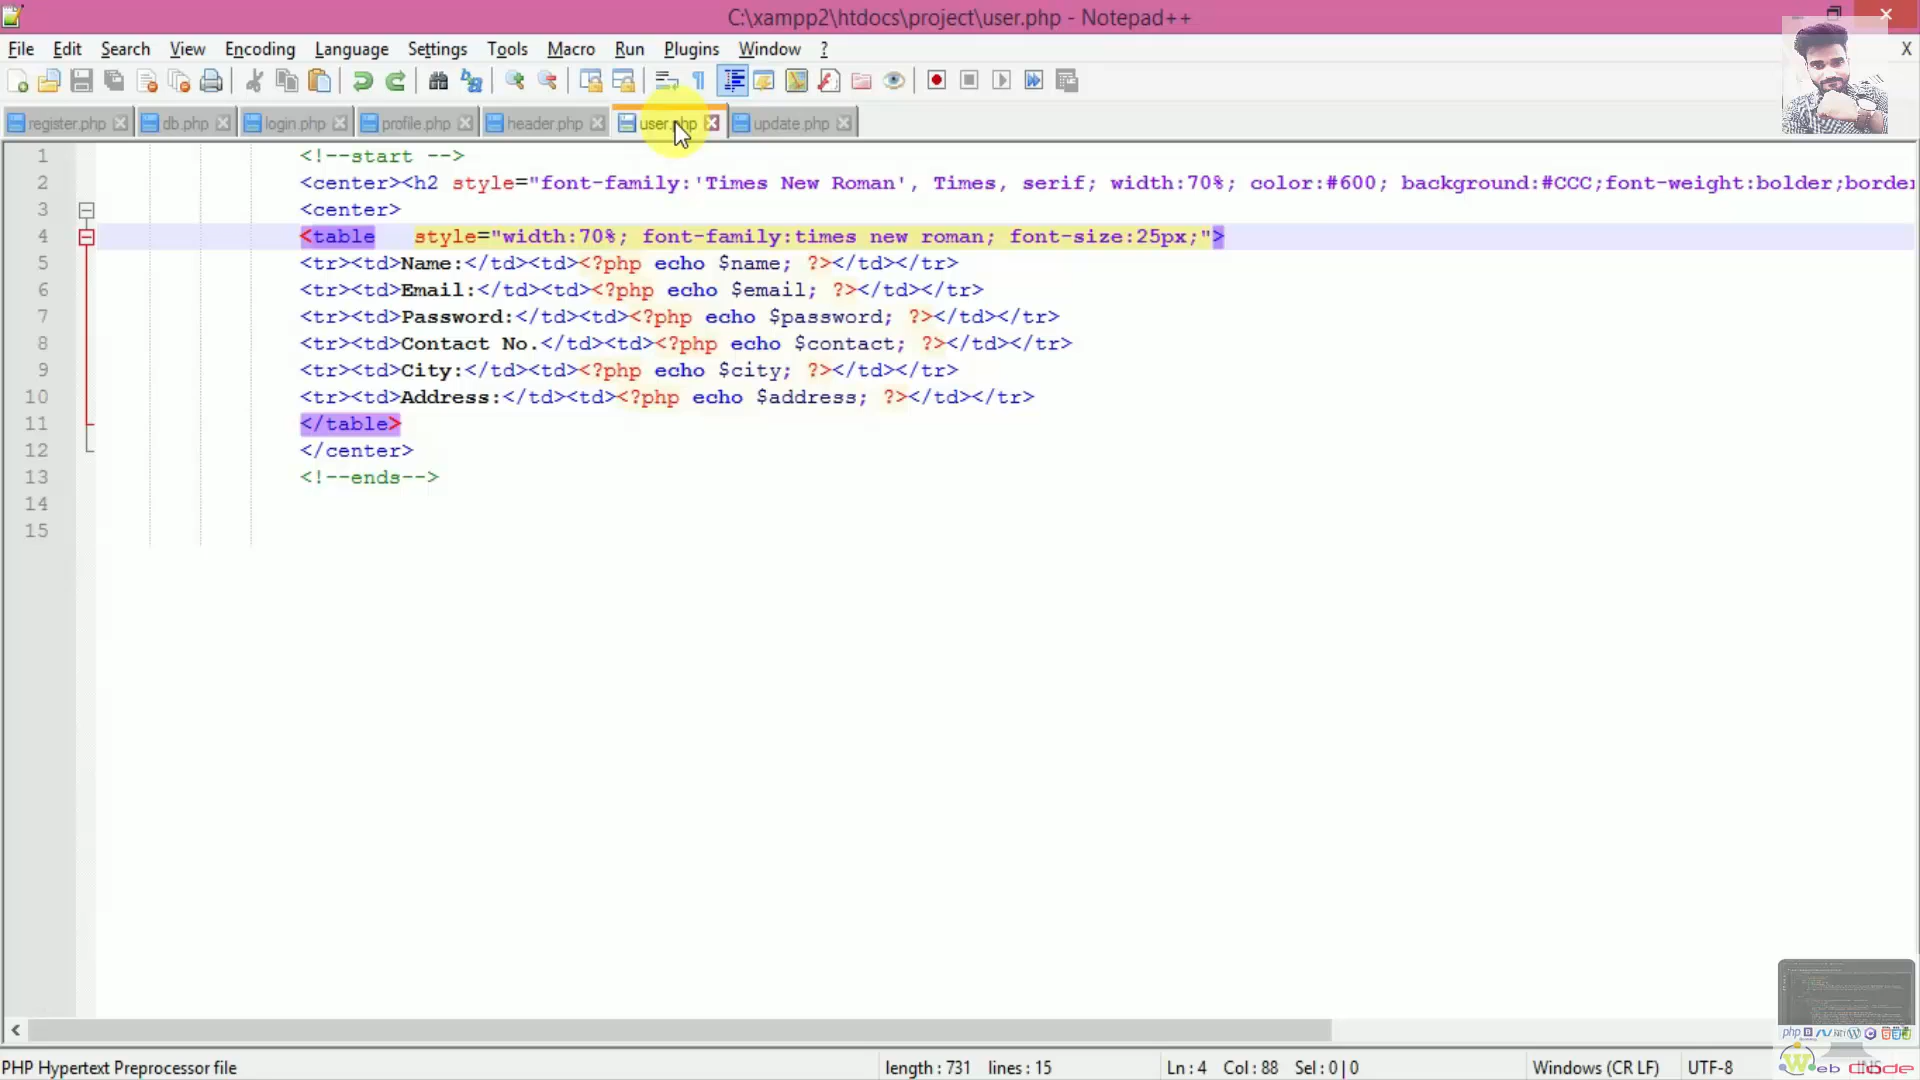 C:\xampp2\htdocs\project\user.php - Notepad++
File Edit Search View Encoding Language Settings Tools Macro Run Plugins Window ? X
register.php db.php login.php profile.php header.php user.php update.php
1 <!--start -->
2 <center><h2 style="font-family:'Times New Roman', Times, serif; width:70%; color:#600; background:#CCC;font-weight:bolder;border
3 <center>
4 <table style="width:70%; font-family:times new roman; font-size:25px;">
5 <tr><td>Name:</td><td><?php echo $name; ?></td></tr>
6 <tr><td>Email:</td><td><?php echo $email; ?></td></tr>
7 <tr><td>Password:</td><td><?php echo $password; ?></td></tr>
8 <tr><td>Contact No.</td><td><?php echo $contact; ?></td></tr>
9 <tr><td>City:</td><td><?php echo $city; ?></td></tr>
10 <tr><td>Address:</td><td><?php echo $address; ?></td></tr>
11 </table>
12 </center>
13 <!--ends-->
14
15
php
Web Code
PHP Hypertext Preprocessor file length : 731 lines : 15 Ln : 4 Col : 88 Sel : 0 | 0 Windows (CR LF) UTF-8